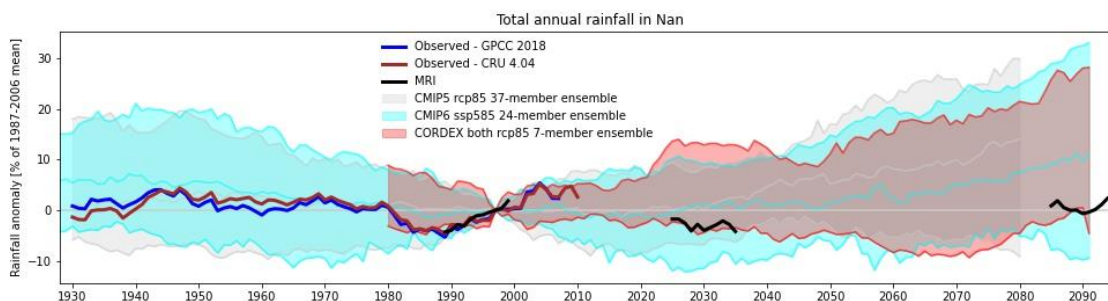 Total annual rainfall in Nan
Rainfall anomaly [% of 1987-2006 mean]
30
20
10
0
−10
Observed - GPCC 2018
Observed - CRU 4.04
MRI
CMIP5 rcp85 37-member ensemble
CMIP6 ssp585 24-member ensemble
CORDEX both rcp85 7-member ensemble
1930 1940 1950 1960 1970 1980 1990 2000 2010 2020 2030 2040 2050 2060 2070 2080 2090